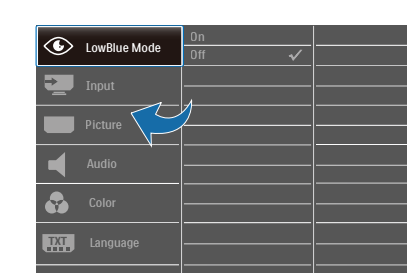 LowBlue Mode
On
Off
Input
Picture
Audio
Color
TXT
Language